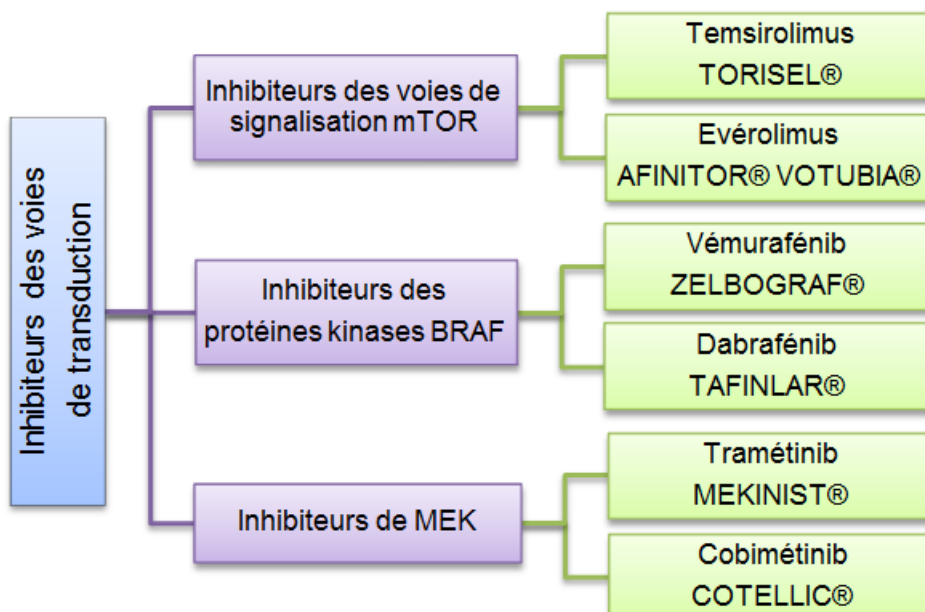 Inhibiteurs des voies
de transduction
Inhibiteurs des voies de
signalisation mTOR
Temsirolimus
TORISEL®
Evérolimus
AFINITOR® VOTUBIA®
Inhibiteurs des
protéines kinases BRAF
Vémurafénib
ZELBOGRAF®
Dabrafénib
TAFINLAR®
Inhibiteurs de MEK
Tramétinib
MEKINIST®
Cobimétinib
COTELLIC®